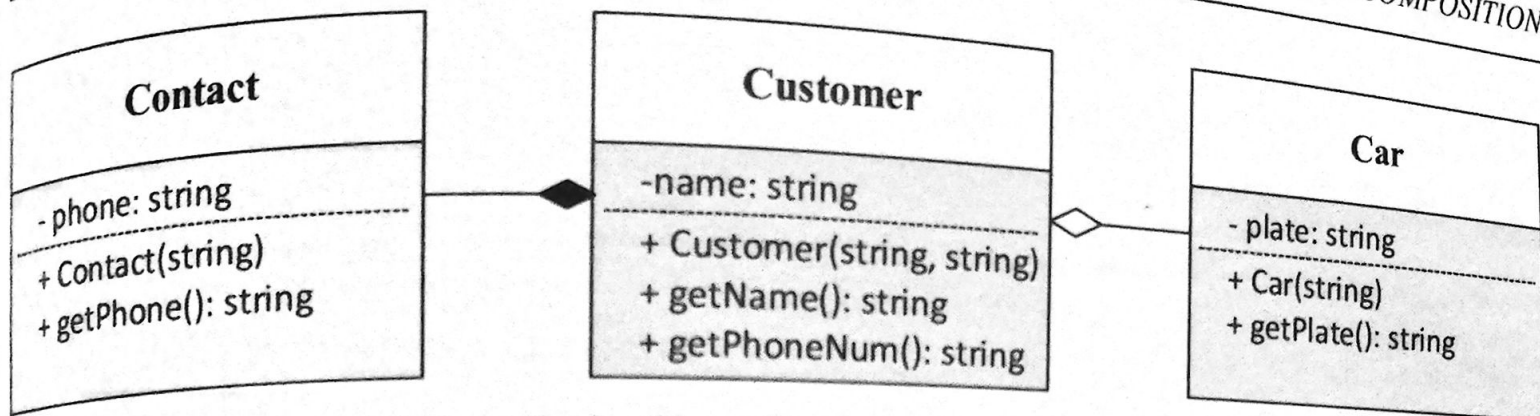 Contact
- phone: string
+ Contact(string)
+ getPhone(): string
Customer
-name: string
+ Customer(string, string)
+ getName(): string
+ getPhoneNum(): string
Car
- plate: string
+ Car(string)
+ getPlate(): string